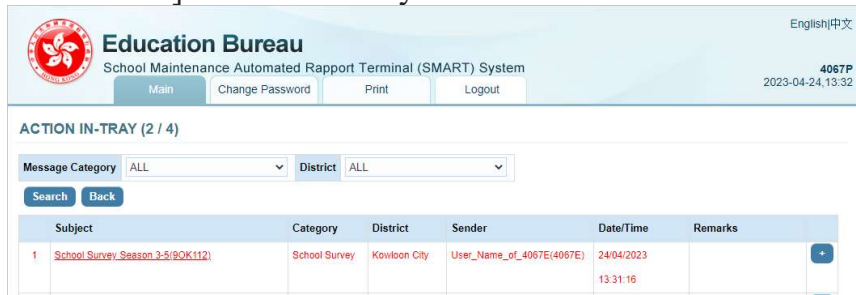 English|中文
Education Bureau
School Maintenance Automated Rapport Terminal (SMART) System
4067P
Main Change Password Print Logout
2023-04-24,13:32
ACTION IN-TRAY (2 / 4)
Message Category ALL District ALL
Search Back
Subject Category District Sender Date/Time Remarks
1 School Survey Season 3-5(9OK112) School Survey Kowloon City User_Name_of_4067E(4067E) 24/04/2023 +
13:31:16